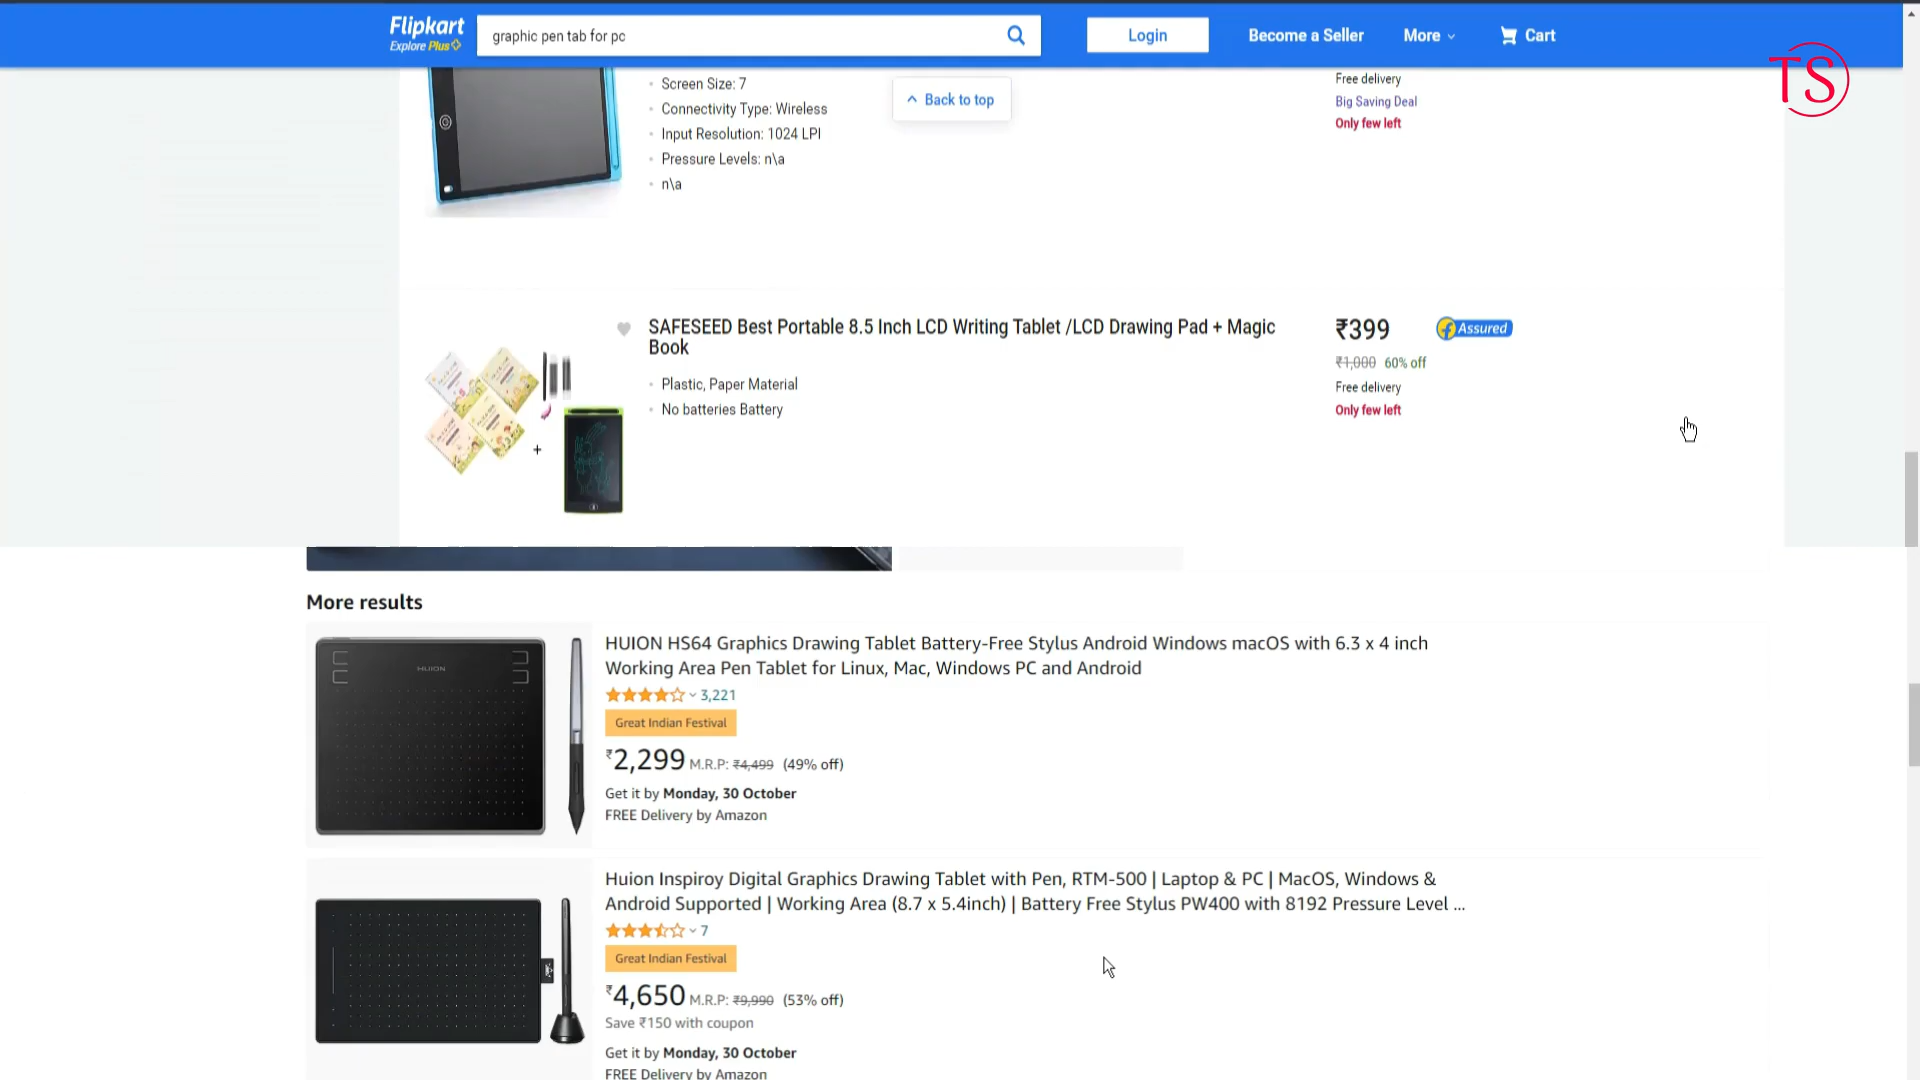 Flipkart
Explore Plus
graphic pen tab for pc
Login
Become a Seller
More
Cart
TS
Screen Size: 7
Connectivity Type: Wireless
Input Resolution: 1024 LPI
Pressure Levels: n\a
n\a
Back to top
Free delivery
Big Saving Deal
Only few left
SAFESEED Best Portable 8.5 Inch LCD Writing Tablet /LCD Drawing Pad + Magic
Book
Plastic, Paper Material
No batteries Battery
₹399
Assured
₹1,000 60% off
Free delivery
Only few left
+
More results
HUION
HUION HS64 Graphics Drawing Tablet Battery-Free Stylus Android Windows macOS with 6.3 x 4 inch
Working Area Pen Tablet for Linux, Mac, Windows PC and Android
3,221
Great Indian Festival
₹2,299 M.R.P: ₹4,499 (49% off)
Get it by Monday, 30 October
FREE Delivery by Amazon
Huion Inspiroy Digital Graphics Drawing Tablet with Pen, RTM-500 | Laptop & PC | MacOS, Windows &
Android Supported | Working Area (8.7 x 5.4inch) | Battery Free Stylus PW400 with 8192 Pressure Level ...
7
Great Indian Festival
₹4,650 M.R.P: ₹9,990 (53% off)
Save ₹150 with coupon
Get it by Monday, 30 October
FREE Delivery by Amazon